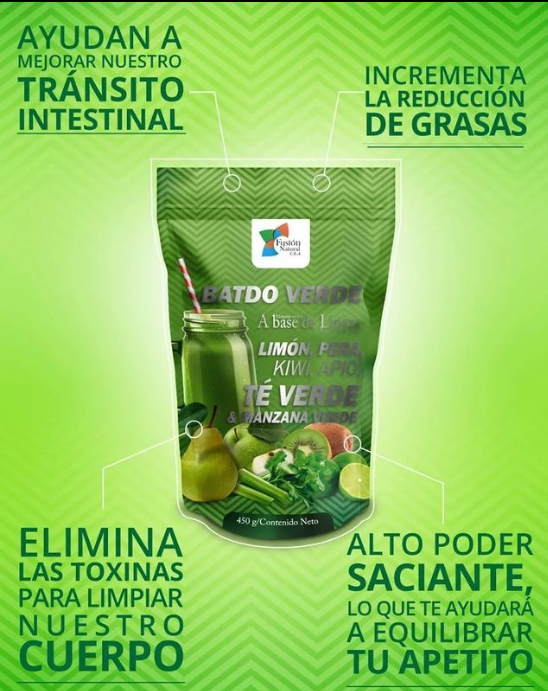 AYUDAN A
MEJORAR NUESTRO
TRÁNSITO
INTESTINAL
INCREMENTA
LA REDUCCIÓN
DE GRASAS
Fusión
Natural
C.E.A
BATDO VERDE
A base de
LIMÓN, PERA,
KIWI, APIO,
TÉ VERDE
& MANZANA VERDE
450 g/Contenido Neto
ELIMINA
LAS TOXINAS
PARA LIMPIAR
NUESTRO
CUERPO
ALTO PODER
SACIANTE,
LO QUE TE AYUDARÁ
A EQUILIBRAR
TU APETITO